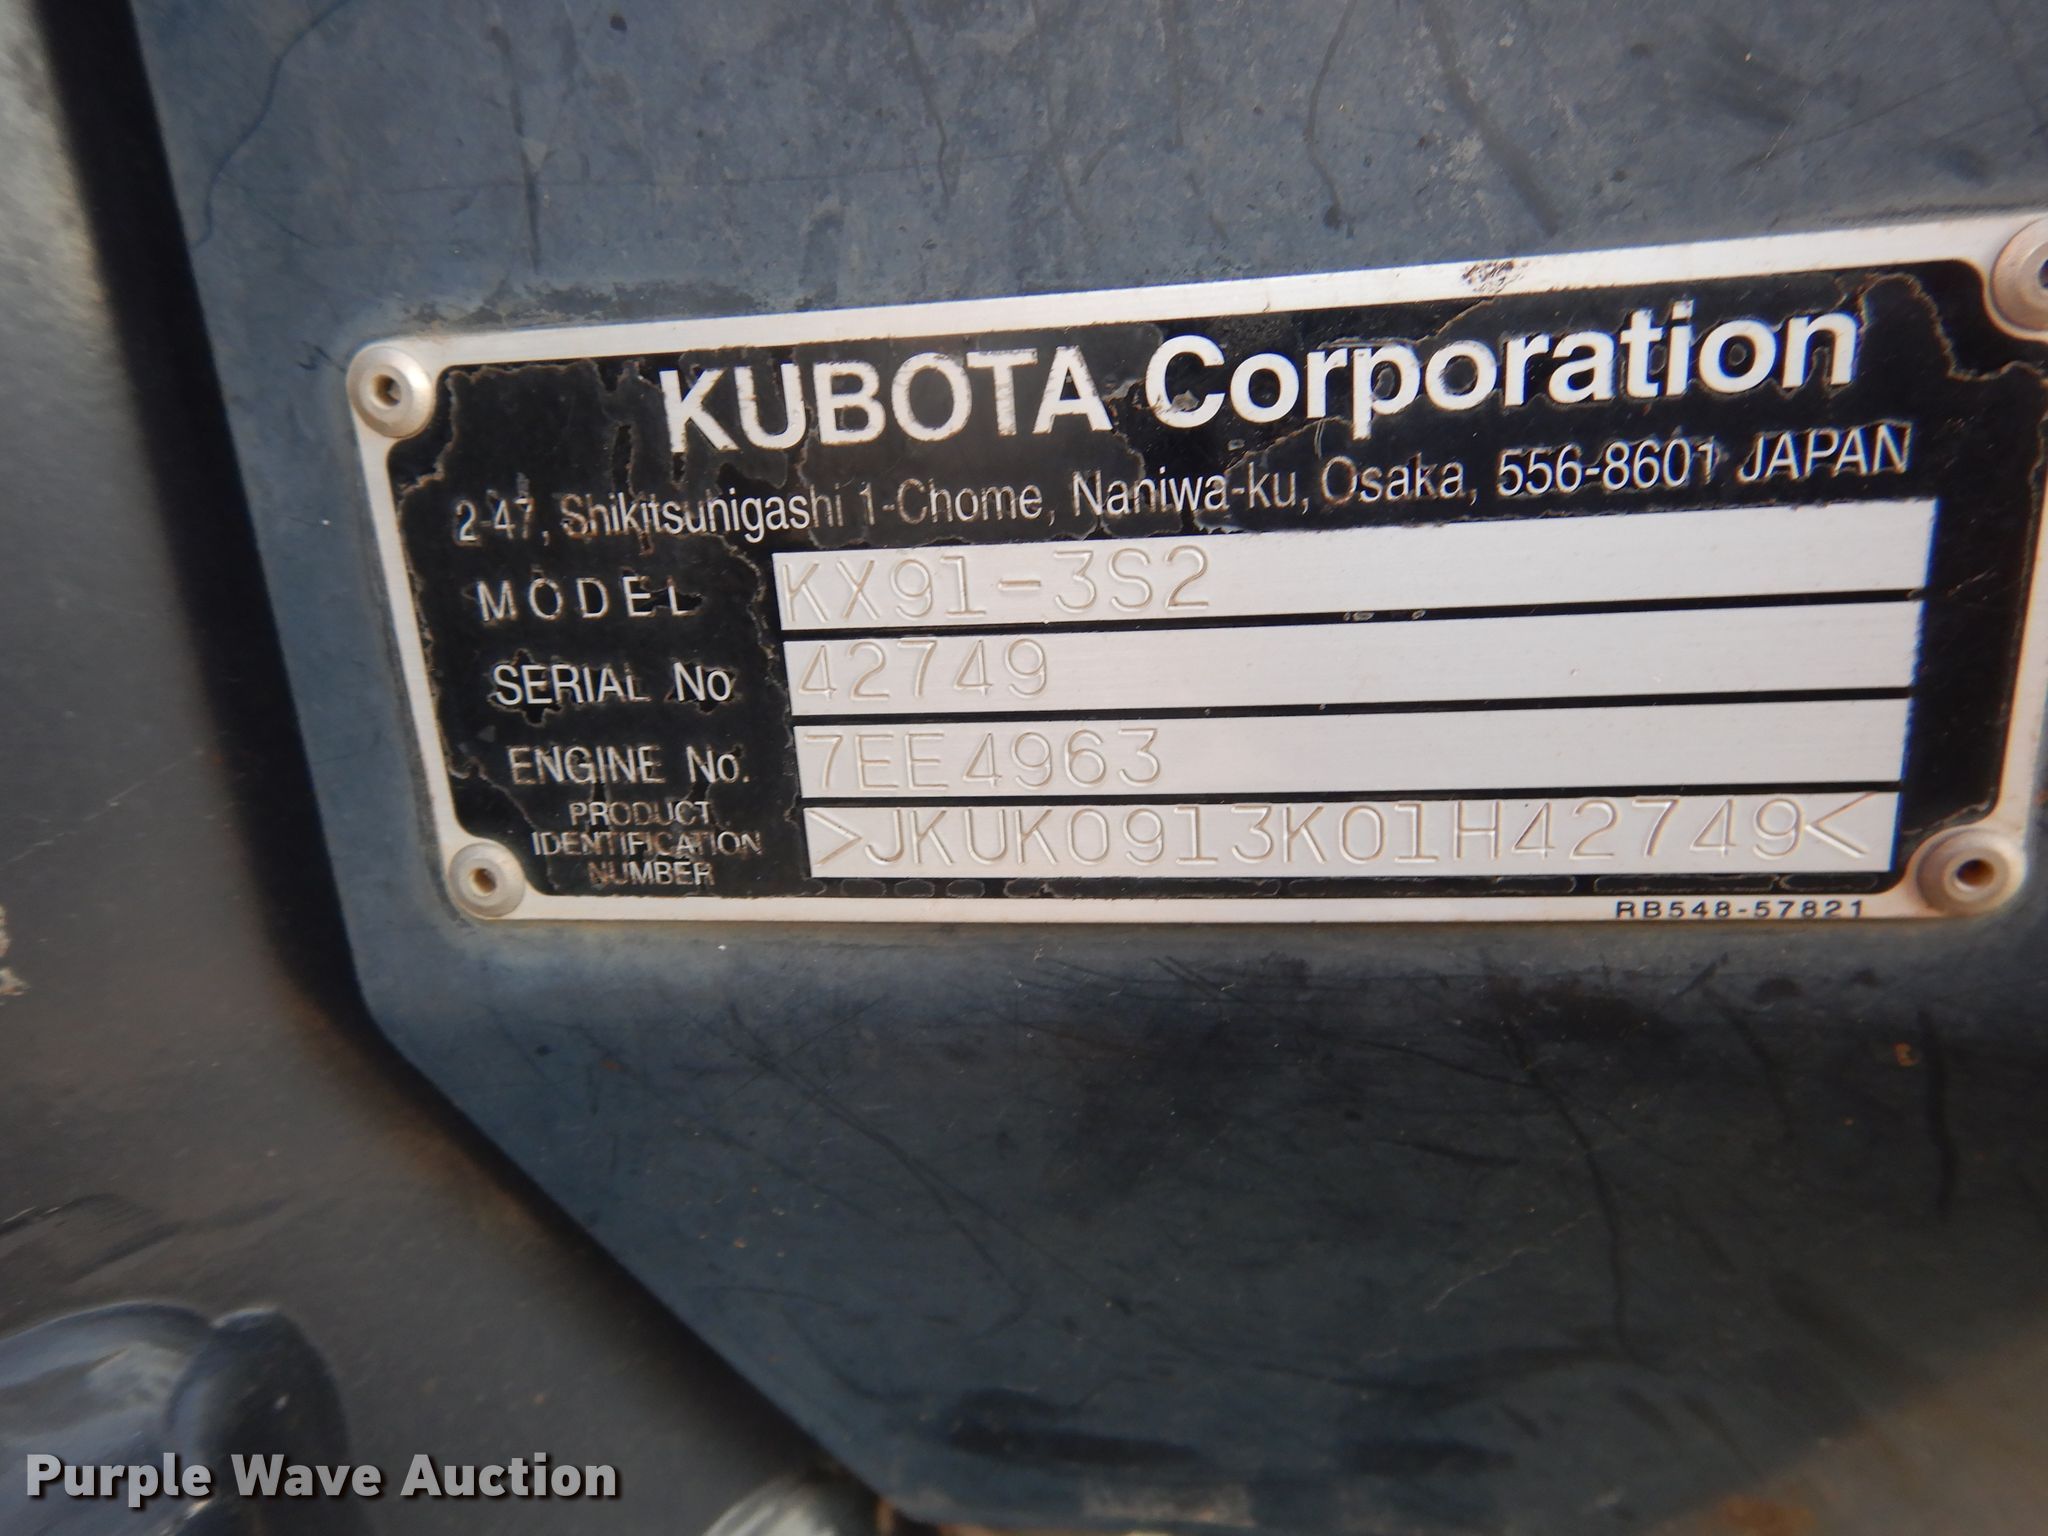 KUBOTA Corporation
2-47, Shikitsuhigashi 1-Chome, Naniwa-ku, Osaka, 556-8601 JAPAN
MODEL KX91-3S2
SERIAL No 42749
ENGINE No. 7EE4963
PRODUCT
IDENTIFICATION
NUMBER >JKUK0913K01H42749<
RB548-57821
Purple Wave Auction